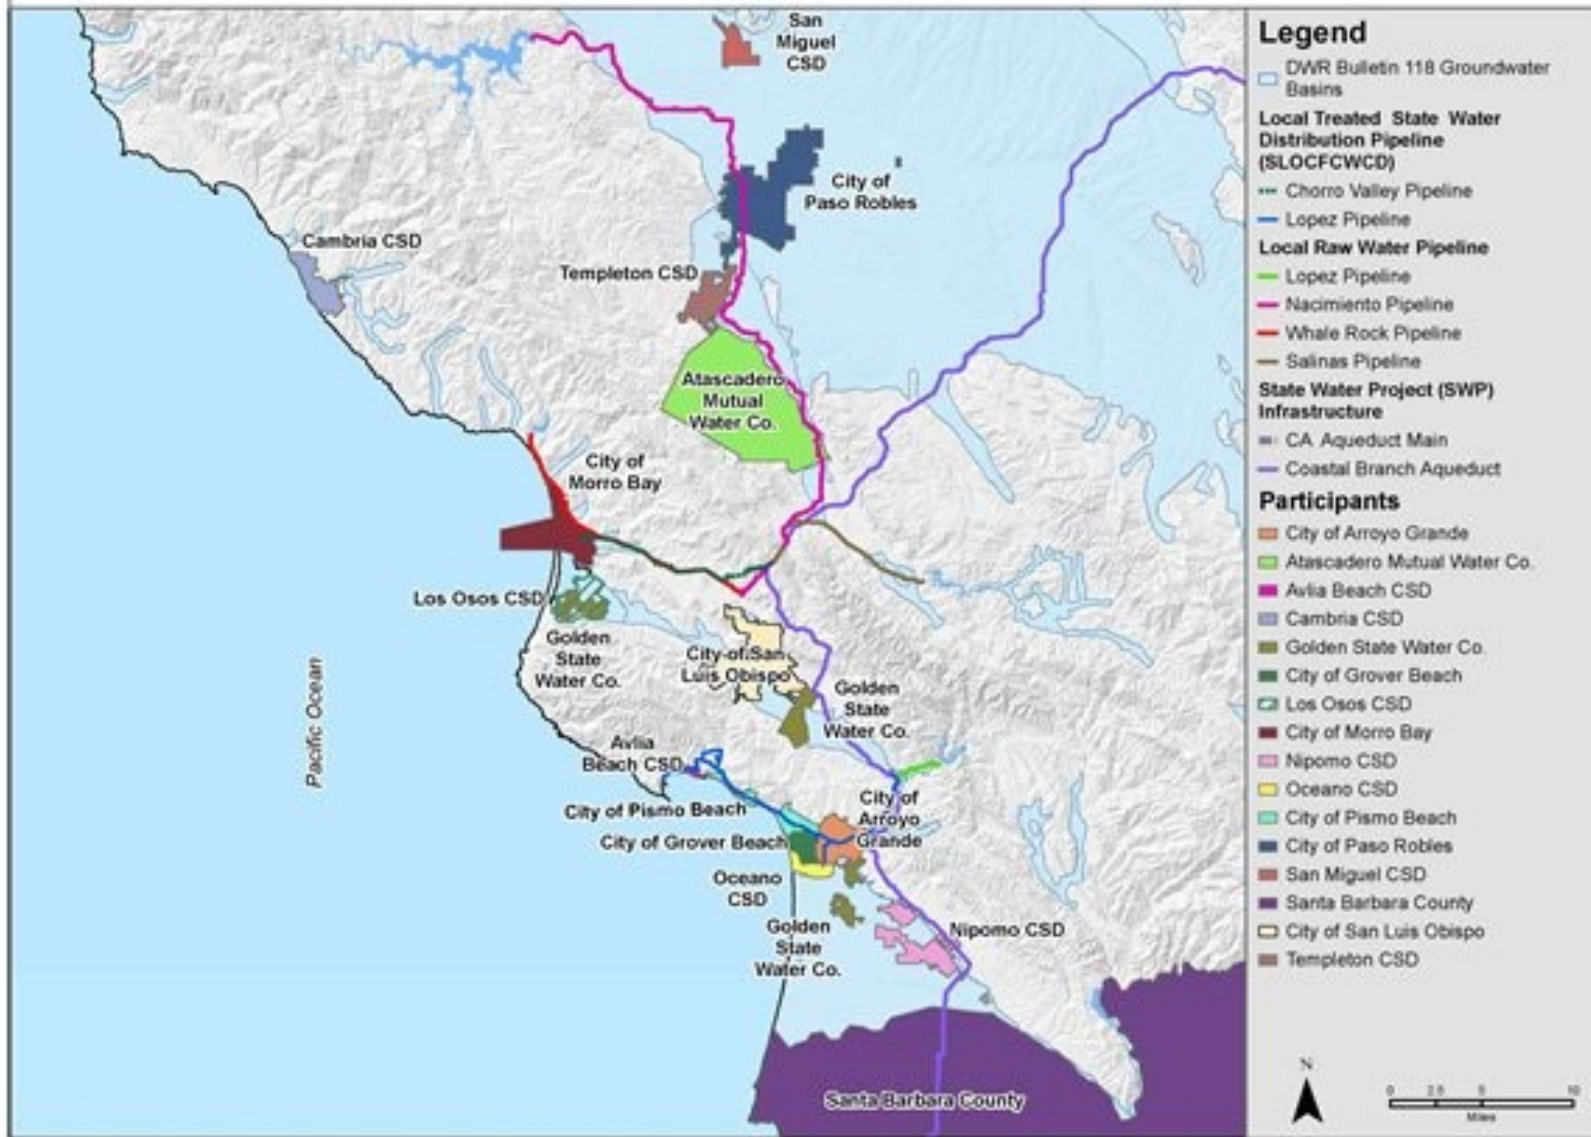 San
Miguel
CSD
City of
Paso Robles
Cambria CSD
Templeton CSD
Atascadero
Mutual
Water Co.
City of
Morro Bay
Los Osos CSD
Golden
State
Water Co.
City of San
Luis Obispo
Golden
State
Water Co.
Pacific Ocean
Avlia
Beach CSD
City of Pismo Beach
City of
Arroyo
Grande
City of Grover Beach
Oceano
CSD
Golden
State
Water Co.
Nipomo CSD
Santa Barbara County
Legend
DWR Bulletin 118 Groundwater
Basins
Local Treated State Water
Distribution Pipeline
(SLOCFCWCD)
Chorro Valley Pipeline
Lopez Pipeline
Local Raw Water Pipeline
Lopez Pipeline
Nacimiento Pipeline
Whale Rock Pipeline
Salinas Pipeline
State Water Project (SWP)
Infrastructure
CA Aqueduct Main
Coastal Branch Aqueduct
Participants
City of Arroyo Grande
Atascadero Mutual Water Co.
Avlia Beach CSD
Cambria CSD
Golden State Water Co.
City of Grover Beach
Los Osos CSD
City of Morro Bay
Nipomo CSD
Oceano CSD
City of Pismo Beach
City of Paso Robles
San Miguel CSD
Santa Barbara County
City of San Luis Obispo
Templeton CSD
N
0 2.5 5 10
Miles